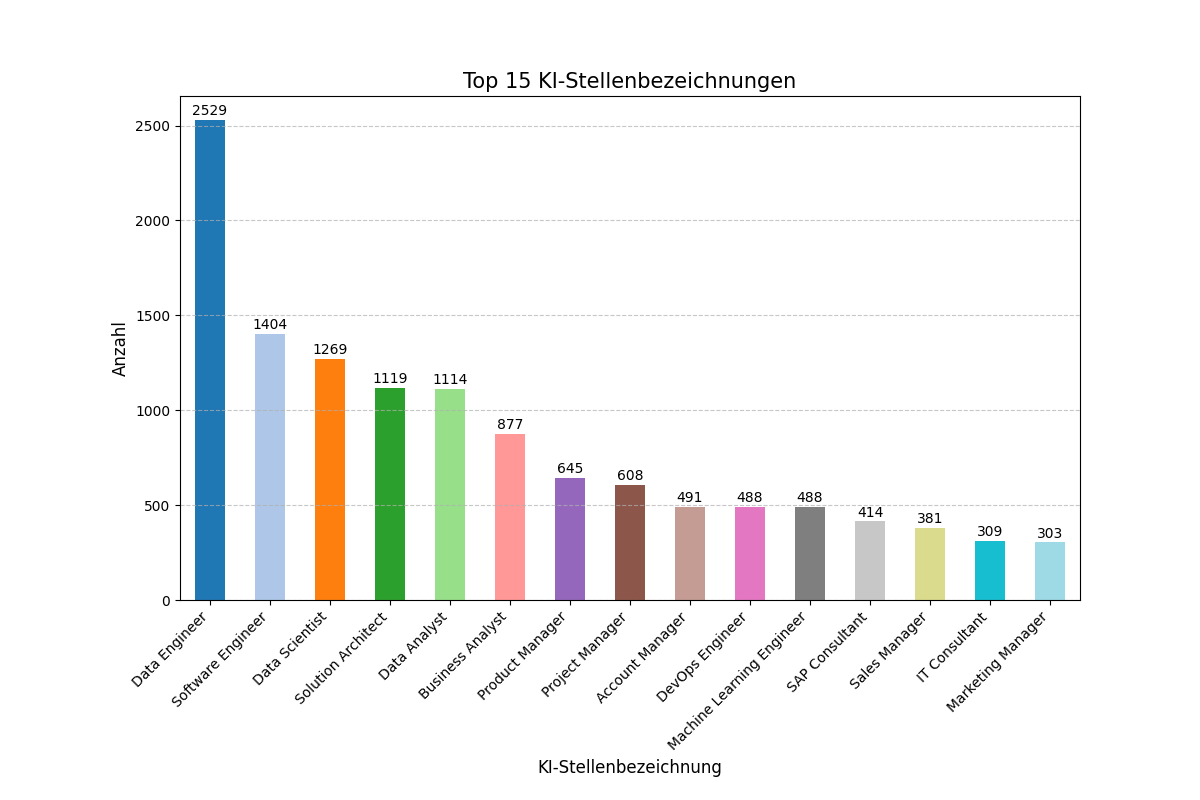 Top 15 KI-Stellenbezeichnungen
Anzahl
2500
2000
1500
1000
500
0
2529
1404
1269
1119
1114
877
645
608
491
488
488
414
381
309
303
Data Engineer
Software Engineer
Data Scientist
Solution Architect
Data Analyst
Business Analyst
Product Manager
Project Manager
Account Manager
DevOps Engineer
Machine Learning Engineer
SAP Consultant
Sales Manager
IT Consultant
Marketing Manager
KI-Stellenbezeichnung